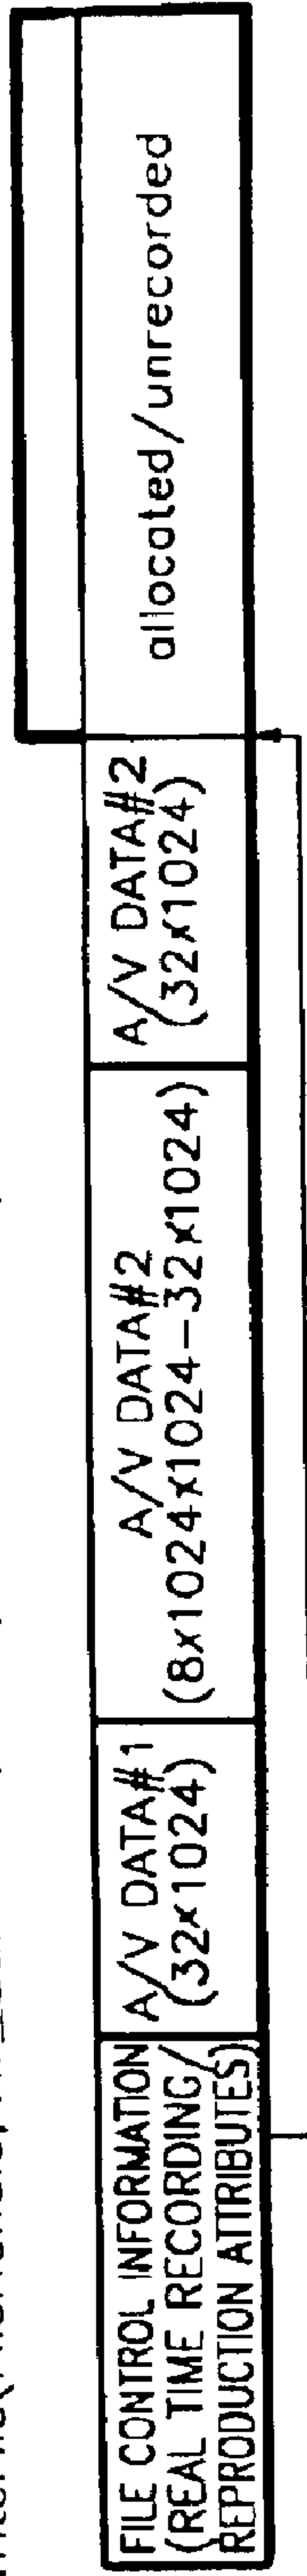 FILE CONTROL INFORMATION
(REAL TIME RECORDING/
REPRODUCTION ATTRIBUTES)
A/V DATA#1
(32x1024)
A/V DATA#2
(8x1024x1024-32x1024)
A/V DATA#2
(32x1024)
allocated/unrecorded